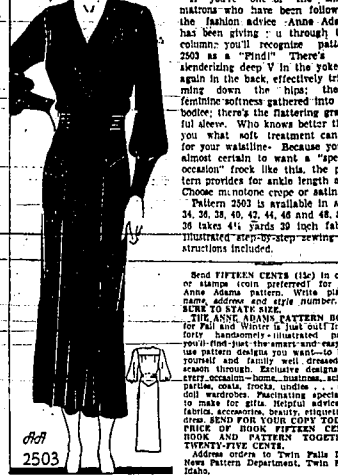 matrons who have been follow
the fashion advice Anne Ada
has been giving u through t
column; you'll recognize patt
2503 as a "Find!" There's
slenderizing deep V in the yoke
again in the back, effectively tri
ming down the hips; the
feminine softness gathered into
bodice; there's the flattering gra
ful sleeve. Who knows better t
you what soft treatment can
for your waistline. Because yo
almost certain to want a "spe
occasion" frock like this, the p
tern provides for ankle length a
Choose monotone crepe or satin
Pattern 2503 is available in s
34, 36, 38, 40, 42, 44, 46 and 48.
36 takes 4¼ yards 39 inch fab
Illustrated step-by-step sewing
structions included.
Send FIFTEEN CENTS (15c) in c
or stamps (coin preferred) for
Anne Adams pattern. Write pl
name, address and style number.
SURE TO STATE SIZE.
THE ANNE ADAMS PATTERN BO
for Fall and Winter is just out! In
forty handsomely-illustrated p
you'll find just the smart and easy
use pattern designs you want—to
yourself and family well dressed
season through. Exclusive designs
every occasion—home, business, sch
parties, coats, frocks, undies . . .
doll wardrobes. Fascinating specia
to make for gifts. Helpful advice
fabrics, accessories, beauty, etiquett
dress. SEND FOR YOUR COPY TOD
PRICE OF BOOK FIFTEEN CE
BOOK AND PATTERN TOGETH
TWENTY-FIVE CENTS.
Address orders to Twin Falls
News Pattern Department, Twin F
Idaho.
AA
2503